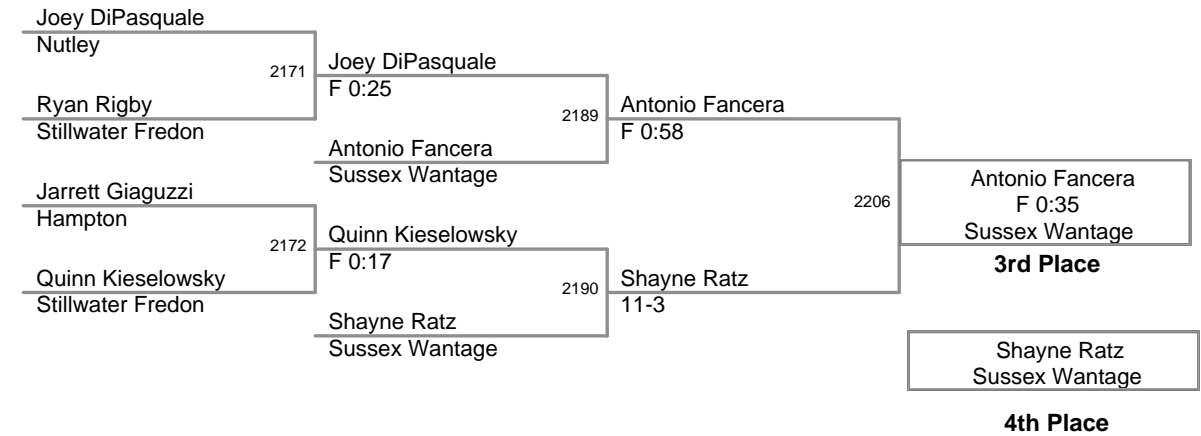 Joey DiPasquale
Nutley
2171
Ryan Rigby
Stillwater Fredon
Jarrett Giaguzzi
Hampton
2172
Quinn Kieselowsky
Stillwater Fredon
Joey DiPasquale
F 0:25
2189
Antonio Fancera
Sussex Wantage
Quinn Kieselowsky
F 0:17
2190
Shayne Ratz
Sussex Wantage
Antonio Fancera
F 0:58
2206
Shayne Ratz
11-3
Antonio Fancera
F 0:35
Sussex Wantage
3rd Place
Shayne Ratz
Sussex Wantage
4th Place